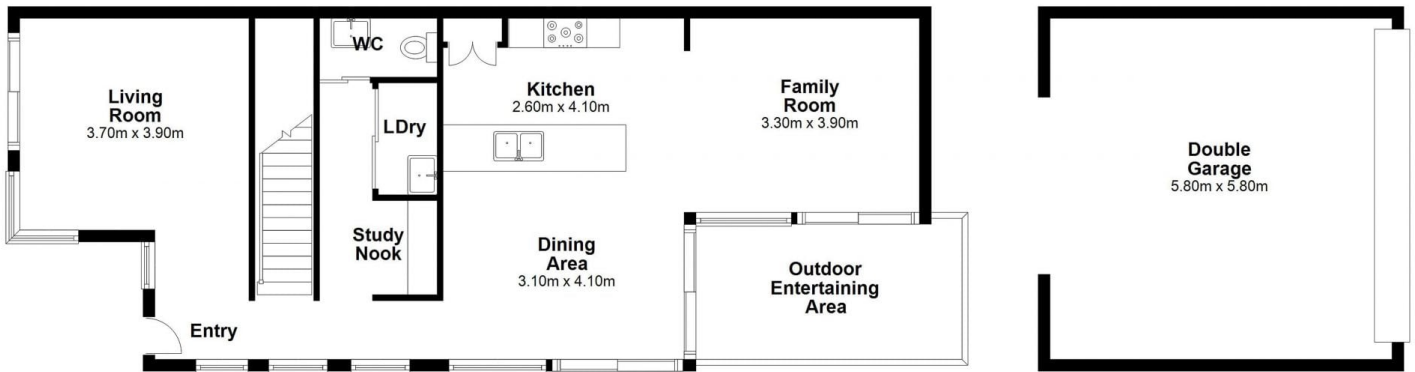 Living
Room
3.70m x 3.90m
WC
LDry
Study
Nook
Entry
Kitchen
2.60m x 4.10m
Dining
Area
3.10m x 4.10m
Family
Room
3.30m x 3.90m
Outdoor
Entertaining
Area
Double
Garage
5.80m x 5.80m